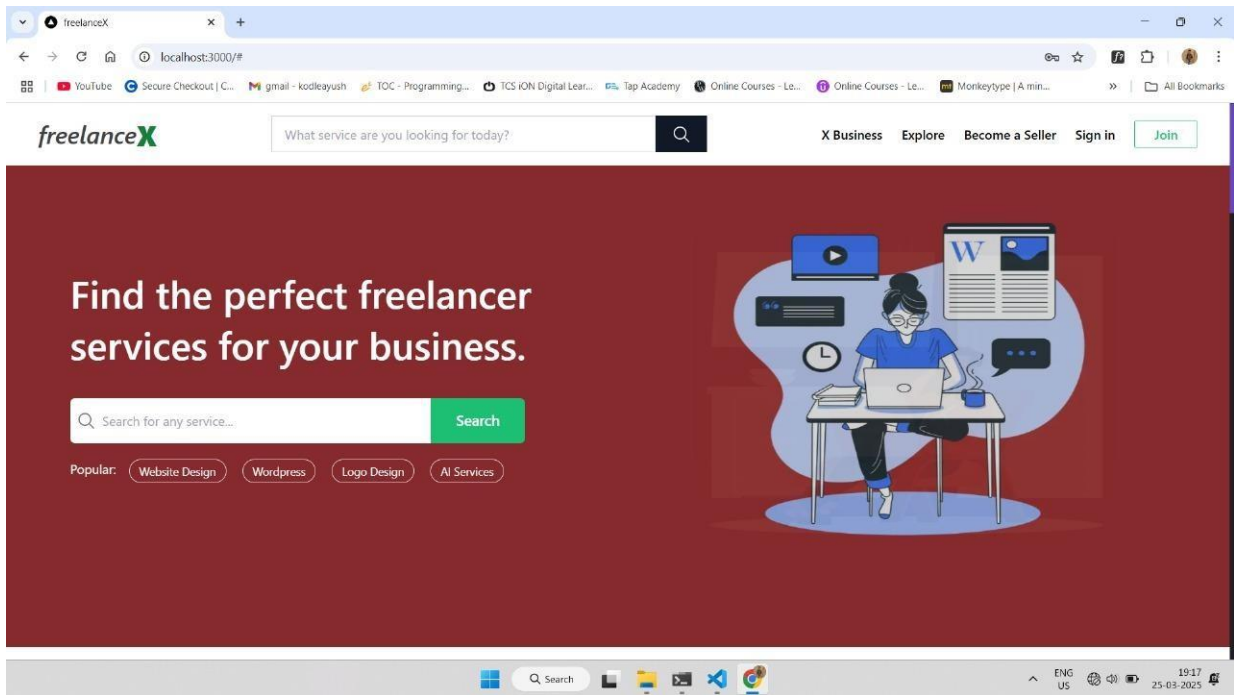 freelanceX
localhost:3000/#
YouTube Secure Checkout | C... gmail - kodleayush TOC - Programming... TCS iON Digital Lear... Tap Academy Online Courses - Le... Online Courses - Le... Monkeytype | A min... » All Bookmarks
freelanceX What service are you looking for today? X Business Explore Become a Seller Sign in Join
Find the perfect freelancer
services for your business.
Search for any service... Search
Popular: Website Design Wordpress Logo Design AI Services
W
Search ENG 19:17
US 25-03-2025